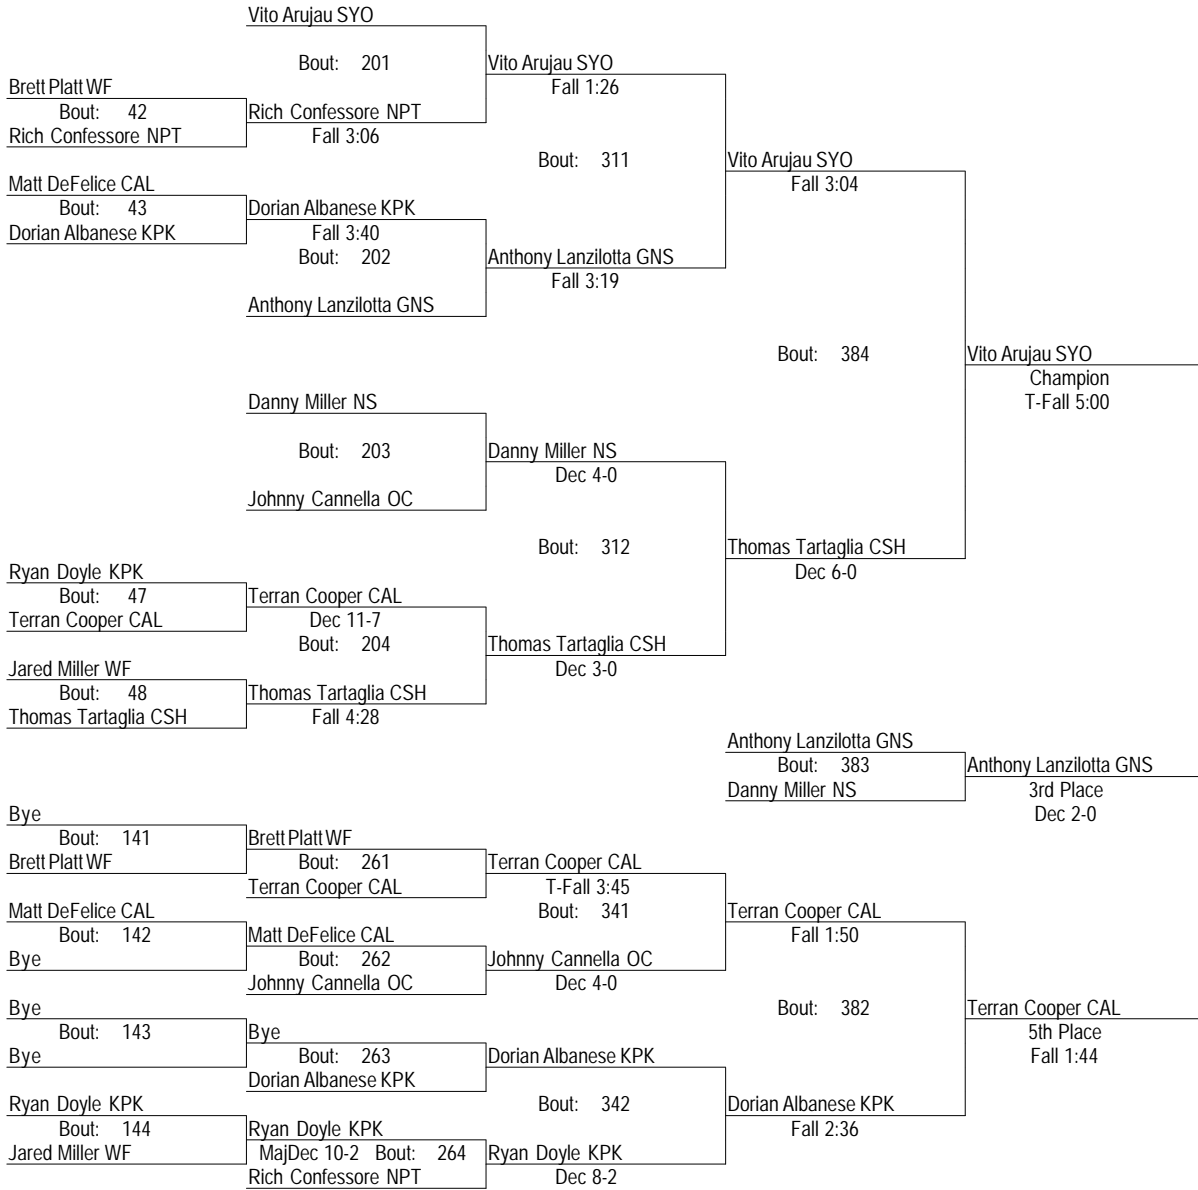 Vito Arujau SYO
Bout: 201
Vito Arujau SYO
Fall 1:26
Brett Platt WF
Bout: 42
Rich Confessore NPT
Rich Confessore NPT
Fall 3:06
Bout: 311
Vito Arujau SYO
Fall 3:04
Matt DeFelice CAL
Bout: 43
Dorian Albanese KPK
Dorian Albanese KPK
Fall 3:40
Bout: 202
Anthony Lanzilotta GNS
Fall 3:19
Anthony Lanzilotta GNS
Bout: 384
Vito Arujau SYO
Champion
T-Fall 5:00
Danny Miller NS
Bout: 203
Danny Miller NS
Dec 4-0
Johnny Cannella OC
Bout: 312
Thomas Tartaglia CSH
Dec 6-0
Ryan Doyle KPK
Bout: 47
Terran Cooper CAL
Terran Cooper CAL
Dec 11-7
Bout: 204
Thomas Tartaglia CSH
Dec 3-0
Jared Miller WF
Bout: 48
Thomas Tartaglia CSH
Thomas Tartaglia CSH
Fall 4:28
Anthony Lanzilotta GNS
Bout: 383
Danny Miller NS
Anthony Lanzilotta GNS
3rd Place
Dec 2-0
Bye
Bout: 141
Brett Platt WF
Brett Platt WF
Bout: 261
Terran Cooper CAL
Terran Cooper CAL
T-Fall 3:45
Bout: 341
Terran Cooper CAL
Fall 1:50
Matt DeFelice CAL
Bout: 142
Bye
Matt DeFelice CAL
Bout: 262
Johnny Cannella OC
Johnny Cannella OC
Dec 4-0
Bout: 382
Terran Cooper CAL
5th Place
Fall 1:44
Bye
Bout: 143
Bye
Bye
Bout: 263
Dorian Albanese KPK
Dorian Albanese KPK
Bout: 342
Dorian Albanese KPK
Fall 2:36
Ryan Doyle KPK
Bout: 144
Jared Miller WF
Ryan Doyle KPK
MajDec 10-2 Bout: 264
Rich Confessore NPT
Ryan Doyle KPK
Dec 8-2